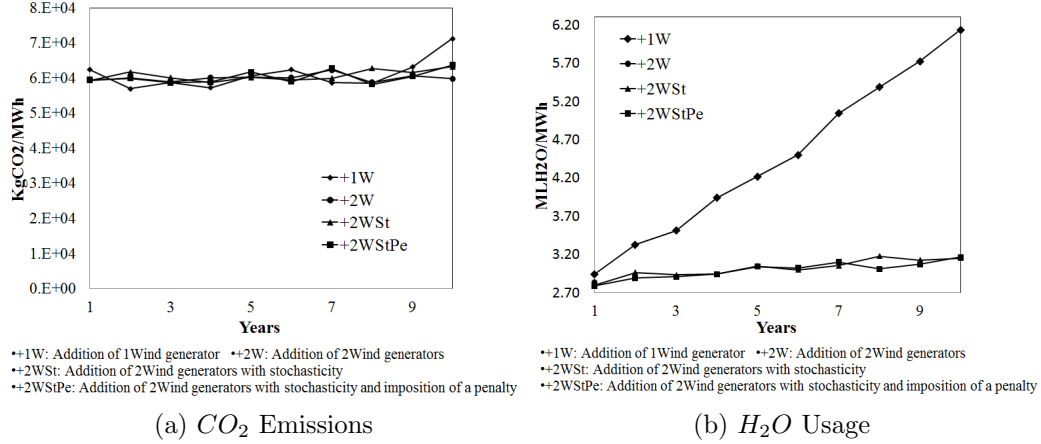 8.E+04
7.E+04
6.E+04
5.E+04
4.E+04
3.E+04
2.E+04
1.E+04
0.E+00
KgCO2/MWh
+1W
+2W
+2WSt
+2WStPe
1 3 5 7 9
Years
•+1W: Addition of 1Wind generator •+2W: Addition of 2Wind generators
•+2WSt: Addition of 2Wind generators with stochasticity
•+2WStPe: Addition of 2Wind generators with stochasticity and imposition of a penalty
(a) CO2 Emissions
6.20
5.70
5.20
4.70
4.20
3.70
3.20
2.70
MLH2O/MWh
+1W
+2W
+2WSt
+2WStPe
1 3 5 7 9
Years
•+1W: Addition of 1Wind generator •+2W: Addition of 2Wind generators
•+2WSt: Addition of 2Wind generators with stochasticity
•+2WStPe: Addition of 2Wind generators with stochasticity and imposition of a penalty
(b) H2O Usage